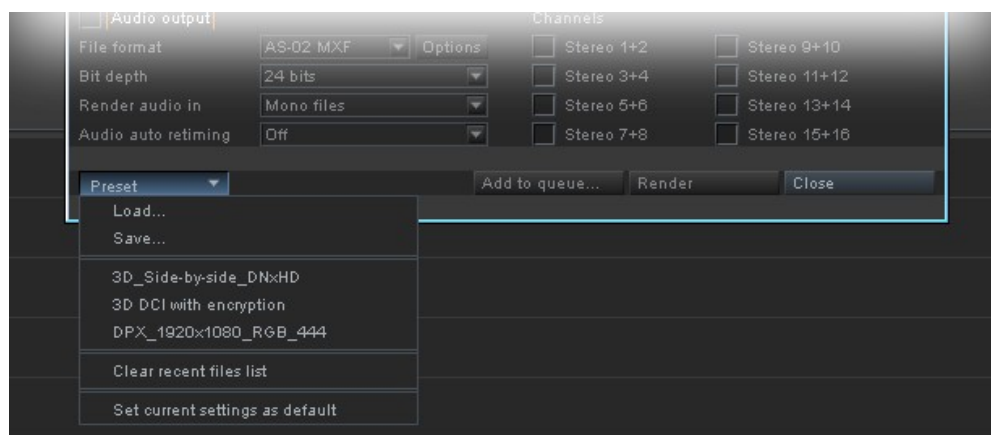 Audio output Channels
File format AS-02 MXF Options Stereo 1+2 Stereo 9+10
Bit depth 24 bits Stereo 3+4 Stereo 11+12
Render audio in Mono files Stereo 5+6 Stereo 13+14
Audio auto retiming Off Stereo 7+8 Stereo 15+16
Preset Add to queue... Render Close
Load...
Save...
3D_Side-by-side_DNxHD
3D DCI with encryption
DPX_1920x1080_RGB_444
Clear recent files list
Set current settings as default